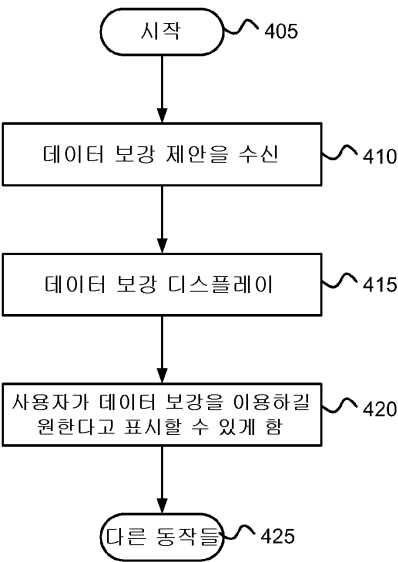 시작
405
데이터 보강 제안을 수신
410
데이터 보강 디스플레이
415
사용자가 데이터 보강을 이용하길
원한다고 표시할 수 있게 함
420
다른 동작들
425